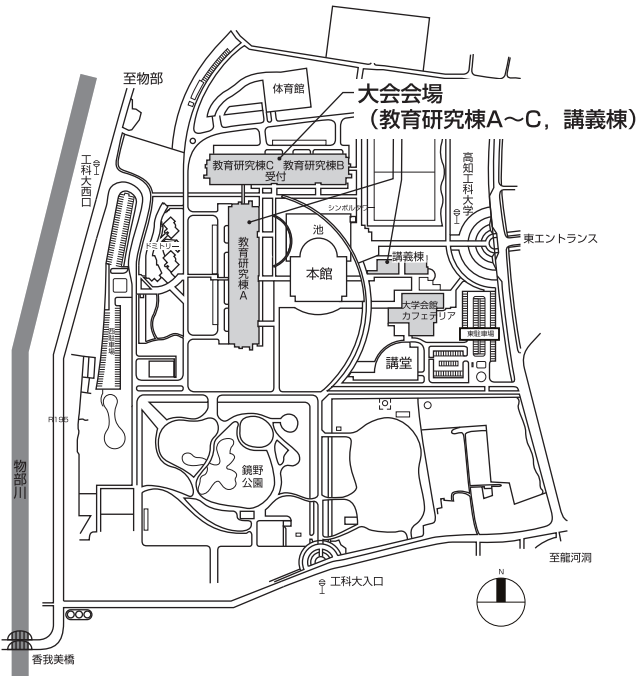 至物部
体育館
大会会場
（教育研究棟A～C，講義棟）
工科大西口
教育研究棟C
教育研究棟B
受付
高知工科大学
シンボルタワー
東エントランス
ドミトリー
池
教育研究棟A
本館
講義棟
大学会館
カフェテリア
東駐車場
講堂
R195
物部川
鏡野
公園
至龍河洞
工科大入口
N
香我美橋